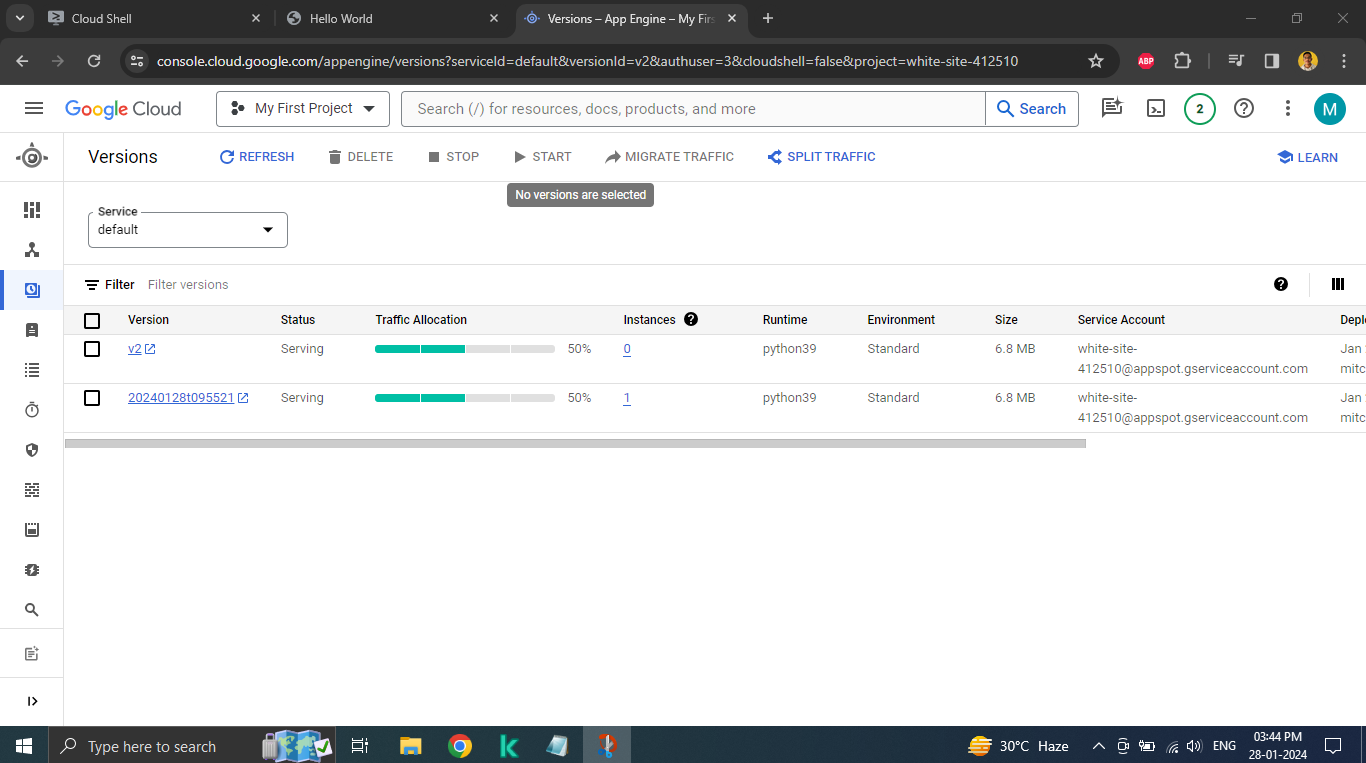 Cloud Shell
Hello World
Versions – App Engine – My Firs
console.cloud.google.com/appengine/versions?serviceId=default&versionId=v2&authuser=3&cloudshell=false&project=white-site-412510
ABP
Google Cloud
My First Project
Search (/) for resources, docs, products, and more
Search
2
M
Versions
REFRESH
DELETE
STOP
START
MIGRATE TRAFFIC
SPLIT TRAFFIC
LEARN
No versions are selected
Service
default
Filter Filter versions
Version Status Traffic Allocation Instances Runtime Environment Size Service Account Deplo
v2 Serving 50% 0 python39 Standard 6.8 MB white-site-412510@appspot.gserviceaccount.com Jan
mitc
20240128t095521 Serving 50% 1 python39 Standard 6.8 MB white-site-412510@appspot.gserviceaccount.com Jan
mitc
Type here to search
30°C Haze
ENG
03:44 PM
28-01-2024